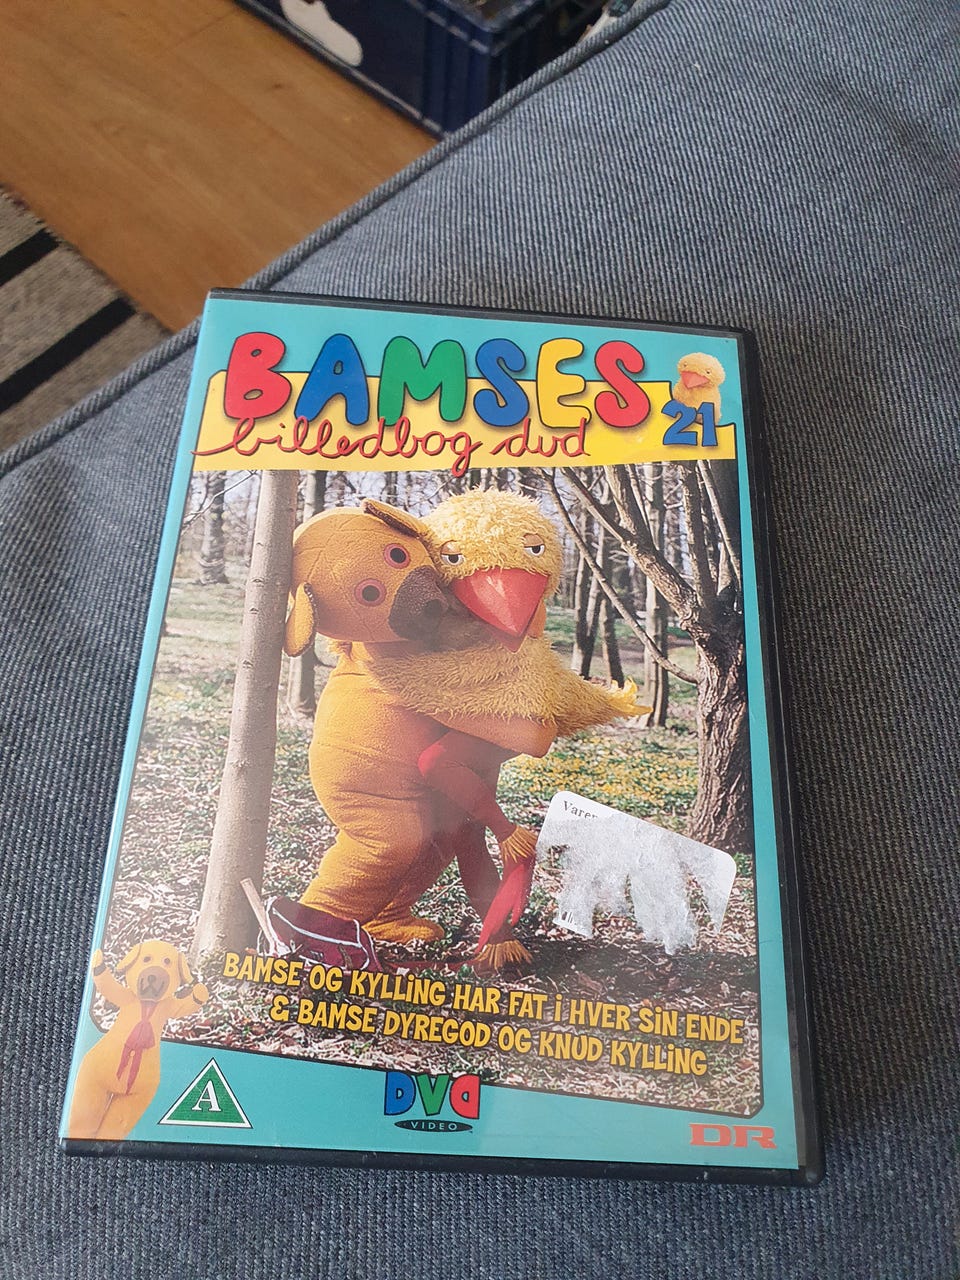 BAMSES
billedbog dvd
21
Varen
BAMSE OG KYLLiNG HAR FAT i HVER SiN ENDE
& BAMSE DYREGOD OG KNUD KYLLiNG
A
DVD
VIDEO
DR